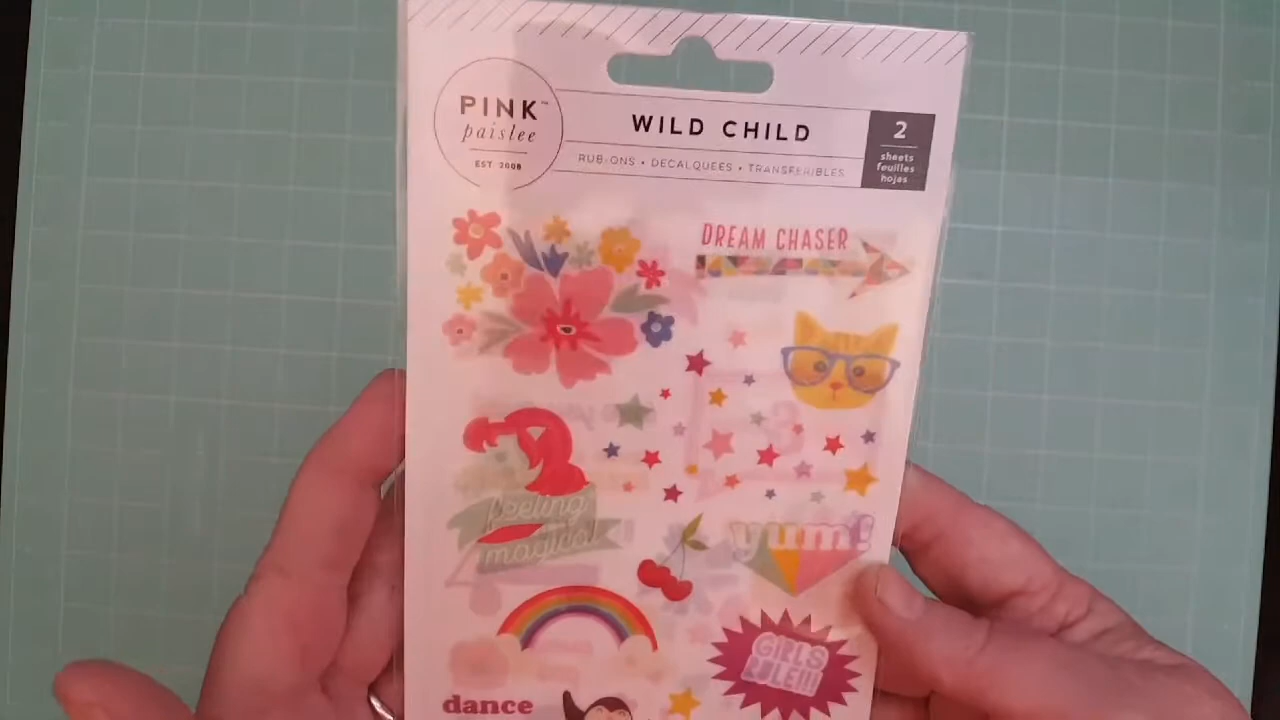 PINK™
paislee
EST 2008
WILD CHILD
RUB-ONS • DECALQUEES • TRANSFERIBLES
2
sheets
feuilles
hojas
DREAM CHASER
feeling
magical
yum!
GIRLS
RULE!!!
dance